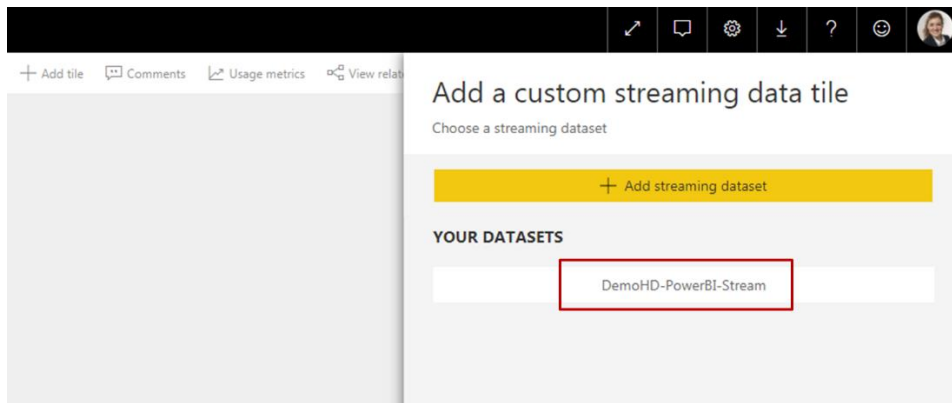 Add tile Comments Usage metrics View relat
Add a custom streaming data tile
Choose a streaming dataset
+ Add streaming dataset
YOUR DATASETS
DemoHD-PowerBI-Stream